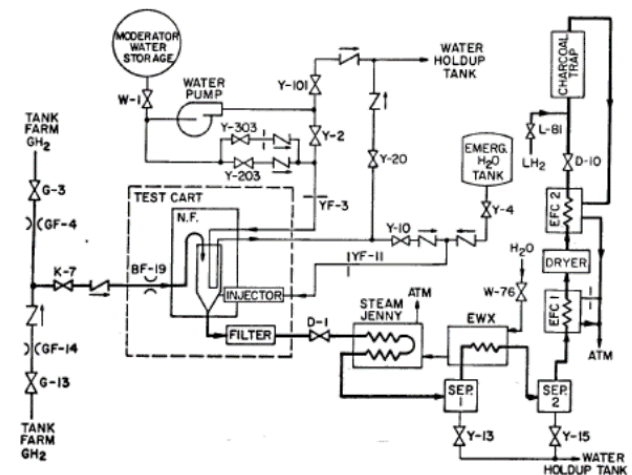 MODERATOR
WATER
STORAGE
W-1
WATER
PUMP
Y-101
WATER
HOLDUP
TANK
Y-303
Y-2
Y-203
Y-20
YF-3
TANK
FARM
GH2
G-3
GF-4
K-7
GF-14
G-13
TANK
FARM
GH2
TEST CART
N.F.
BF-19
INJECTOR
FILTER
D-1
Y-10
YF-11
EMERG.
H2O
TANK
Y-4
H2O
W-76
STEAM
JENNY
ATM
EWX
SEP.
1
SEP.
2
Y-13
Y-15
WATER
HOLDUP TANK
CHARCOAL
TRAP
L-81
LH2
D-10
EFC 2
DRYER
EFC 1
ATM